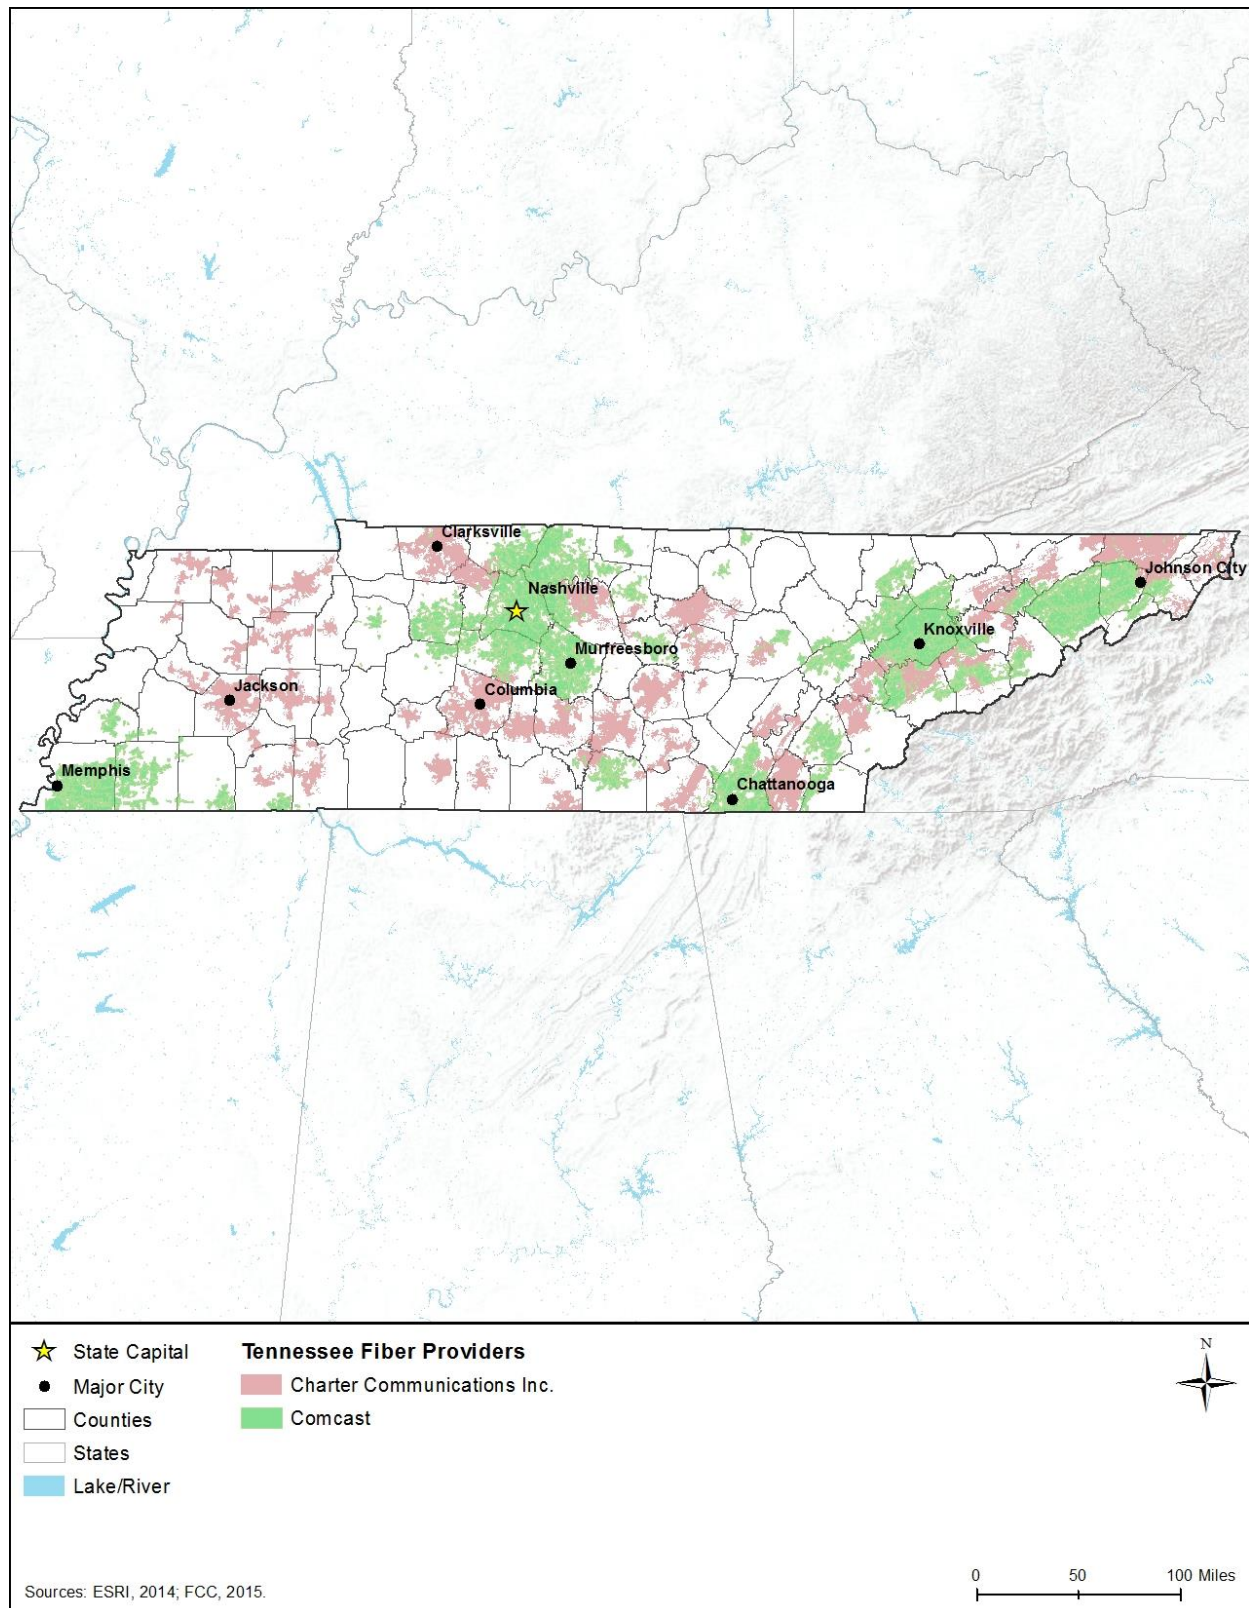 Clarksville
Johnson City
Nashville
Knoxville
Murfreesboro
Jackson
Columbia
Memphis
Chattanooga
State Capital
Major City
Counties
States
Lake/River
Tennessee Fiber Providers
Charter Communications Inc.
Comcast
N
Sources: ESRI, 2014; FCC, 2015.
0 50 100 Miles